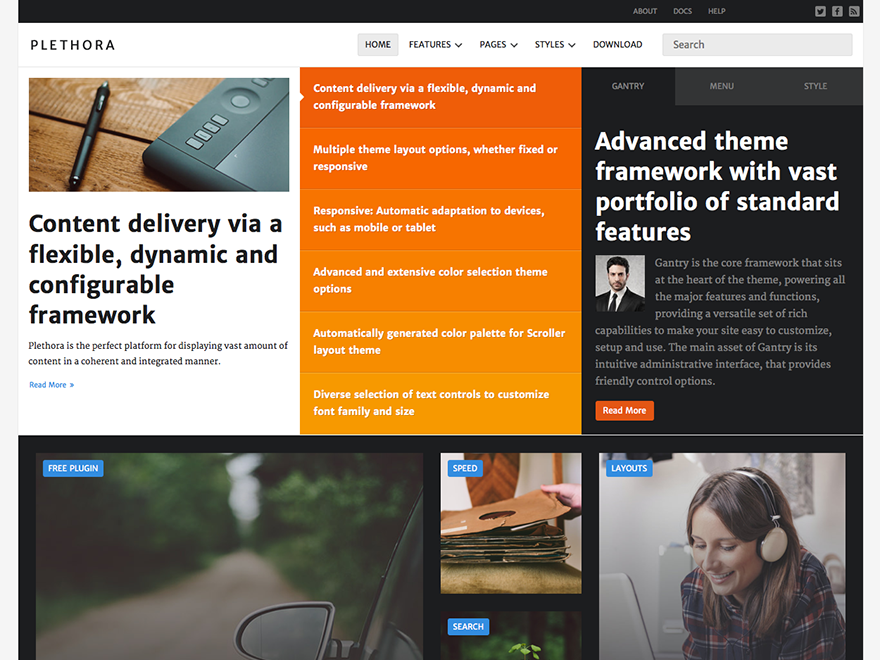 ABOUT DOCS HELP
PLETHORA
HOME FEATURES PAGES STYLES DOWNLOAD Search
Content delivery via a
flexible, dynamic and
configurable
framework
Plethora is the perfect platform for displaying vast amount of
content in a coherent and integrated manner.
Read More »
Content delivery via a flexible, dynamic and
configurable framework
Multiple theme layout options, whether fixed or
responsive
Responsive: Automatic adaptation to devices,
such as mobile or tablet
Advanced and extensive color selection theme
options
Automatically generated color palette for Scroller
layout theme
Diverse selection of text controls to customize
font family and size
GANTRY MENU STYLE
Advanced theme
framework with vast
portfolio of standard
features
Gantry is the core framework that sits
at the heart of the theme, powering all
the major features and functions,
providing a versatile set of rich
capabilities to make your site easy to customize,
setup and use. The main asset of Gantry is its
intuitive administrative interface, that provides
friendly control options.
Read More
FREE PLUGIN
SPEED
LAYOUTS
SEARCH